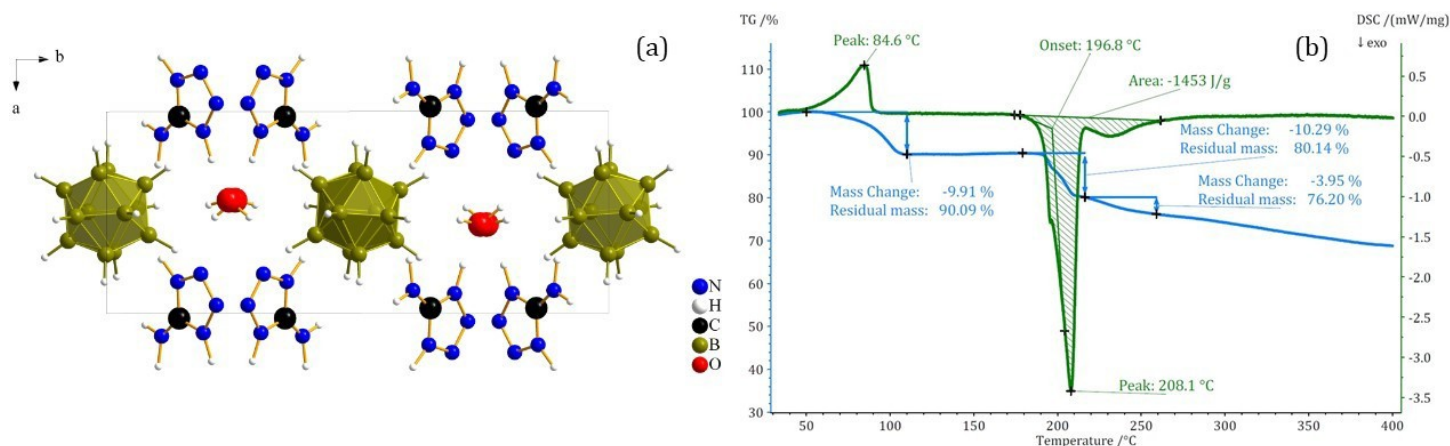 (a)
b
a
N
H
C
B
O
TG /%
DSC /(mW/mg)
↓ exo
(b)
Peak: 84.6 °C
Onset: 196.8 °C
Area: -1453 J/g
Mass Change: -9.91 %
Residual mass: 90.09 %
Mass Change: -10.29 %
Residual mass: 80.14 %
Mass Change: -3.95 %
Residual mass: 76.20 %
Peak: 208.1 °C
110
100
90
80
70
60
50
40
30
0.5
0.0
-0.5
-1.0
-1.5
-2.0
-2.5
-3.0
-3.5
50 100 150 200 250 300 350 400
Temperature /°C